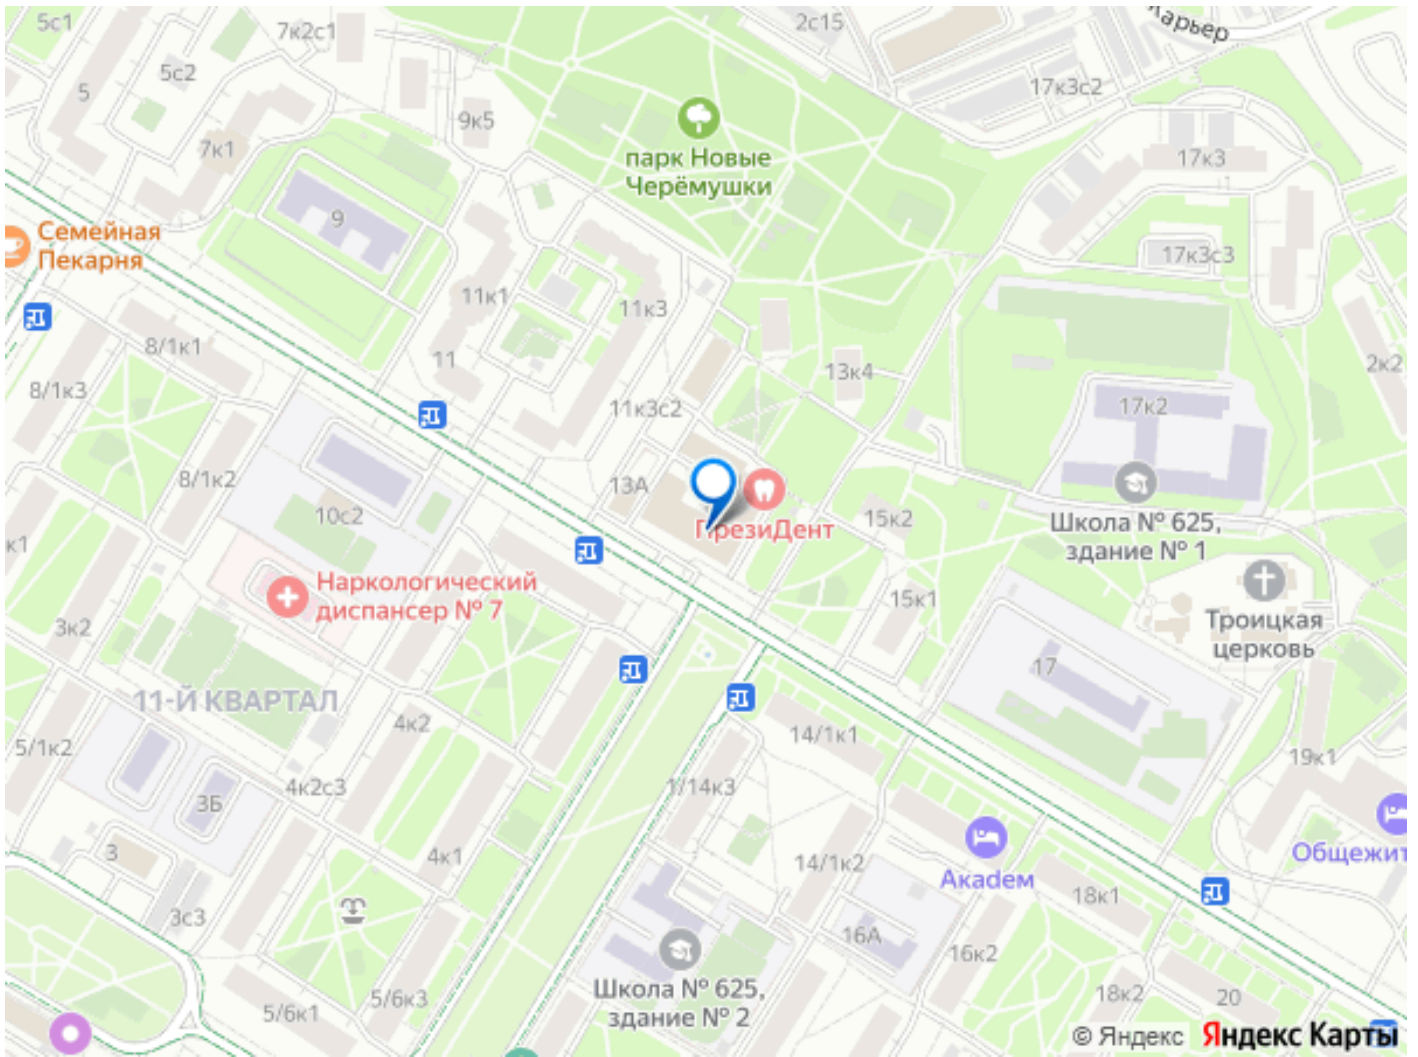 5с1
7к2с1
2с15
Карьер
5с2
5
17к3с2
9к5
7к1
парк Новые
Черёмушки
17к3
9
Семейная
Пекарня
17к3с3
11к1
11к3
8/1к1
11
13к4
2к2
8/1к3
11к3с2
17к2
8/1к2
13А
10с2
ПрезиДент
15к2
Школа № 625,
здание № 1
к1
Наркологический
диспансер № 7
15к1
3к2
Троицкая
церковь
17
11-Й КВАРТАЛ
4к2
14/1к1
5/1к2
19к1
4к2с3
1/14к3
3Б
3
4к1
14/1к2
Общежит
Академ
18к1
3с3
16А
16к2
5/6к1
5/6к3
Школа № 625,
здание № 2
18к2
20
© Яндекс Яндекс Карты